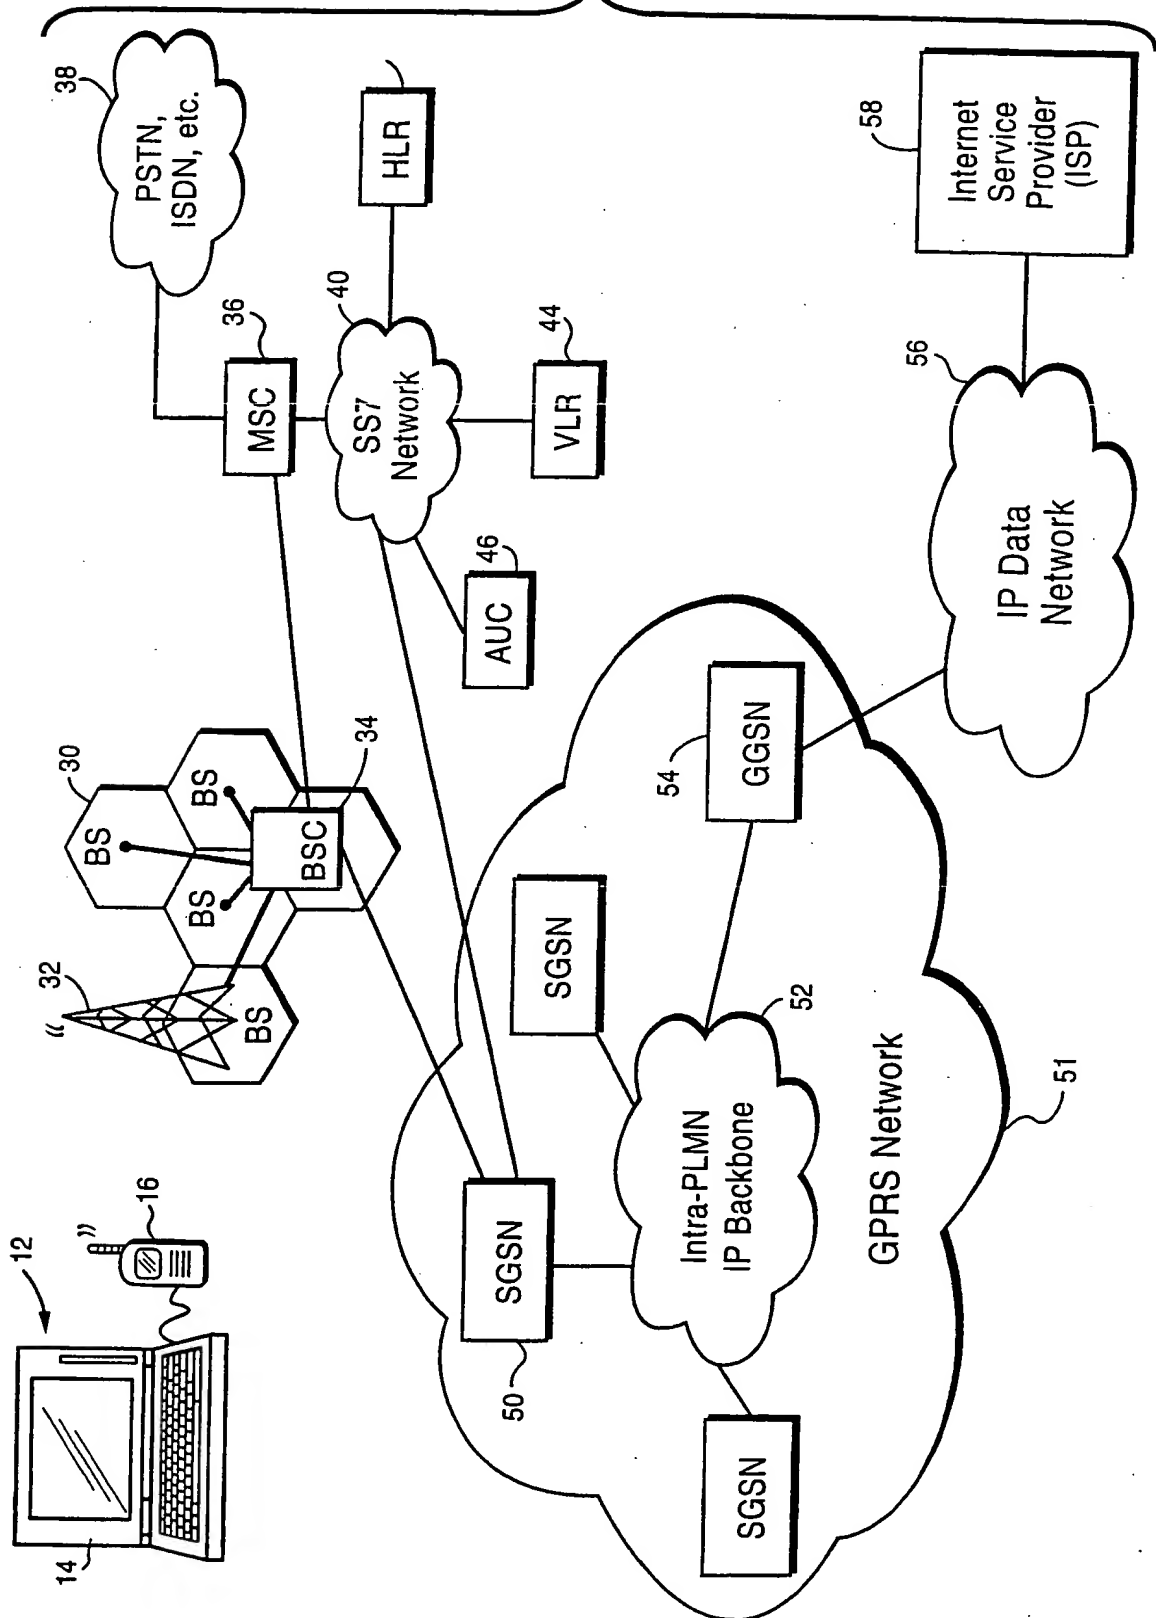 12
14
16
32
BS
30
BS
BS
BS
BSC
34
MSC
36
PSTN,
ISDN, etc.
38
SS7
Network
40
HLR
VLR
44
AUC
46
SGSN
50
SGSN
SGSN
Intra-PLMN
IP Backbone
52
GGSN
54
GPRS Network
51
IP Data
Network
56
Internet
Service
Provider
(ISP)
58